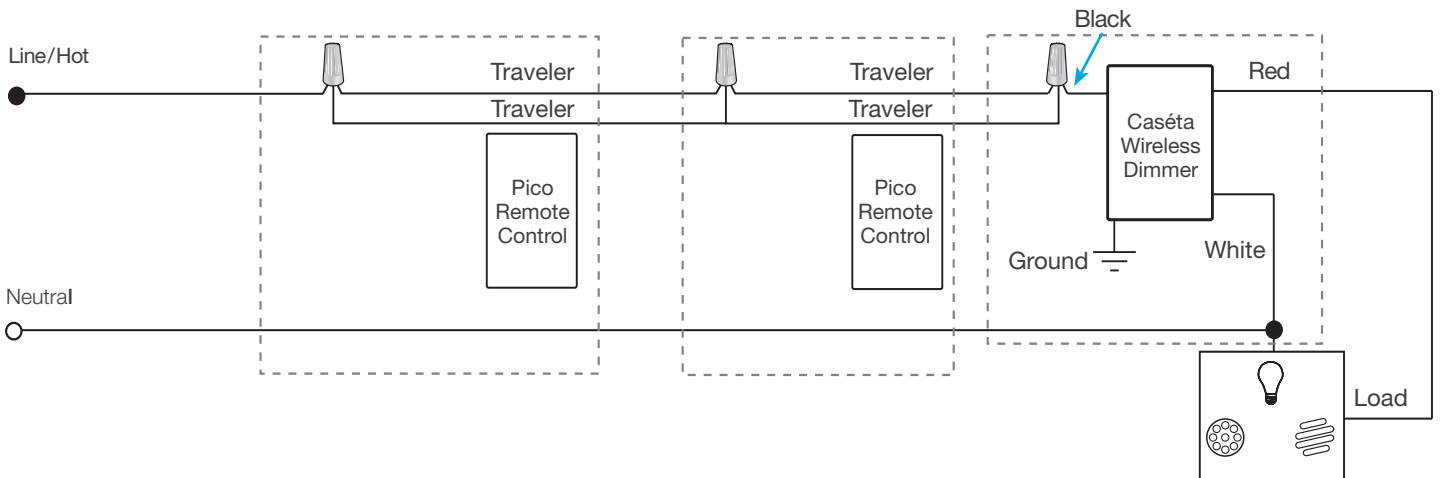 Black
Line/Hot
Traveler
Traveler
Red
Traveler
Traveler
Caséta
Wireless
Dimmer
Pico
Remote
Control
Pico
Remote
Control
Ground
White
Neutral
Load